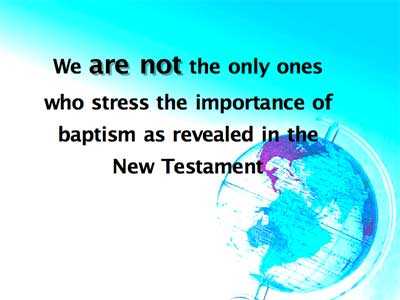 We are not the only ones
who stress the importance of
baptism as revealed in the
New Testament